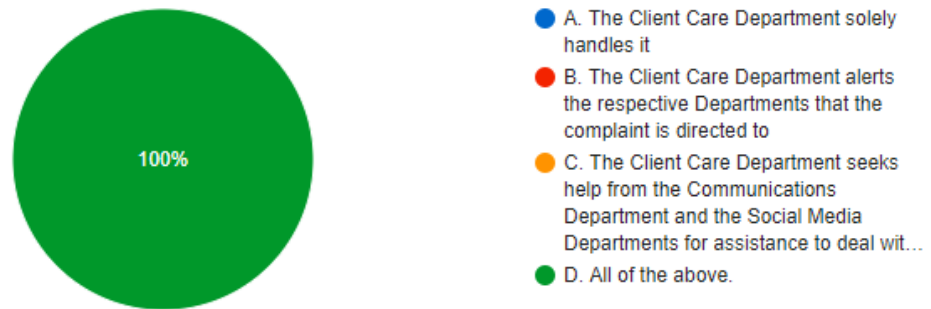 100%
A. The Client Care Department solely
handles it
B. The Client Care Department alerts
the respective Departments that the
complaint is directed to
C. The Client Care Department seeks
help from the Communications
Department and the Social Media
Departments for assistance to deal wit…
D. All of the above.